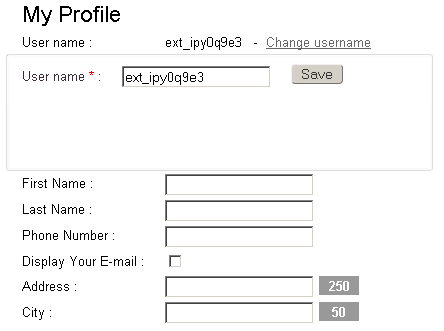 My Profile
User name : ext_ipy0q9e3 - Change username
User name * : ext_ipy0q9e3 Save
First Name :
Last Name :
Phone Number :
Display Your E-mail :
Address : 250
City : 50